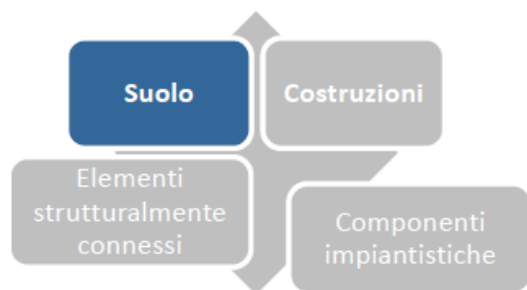 Suolo
Costruzioni
Elementi
strutturalmente
connessi
Componenti
impiantistiche